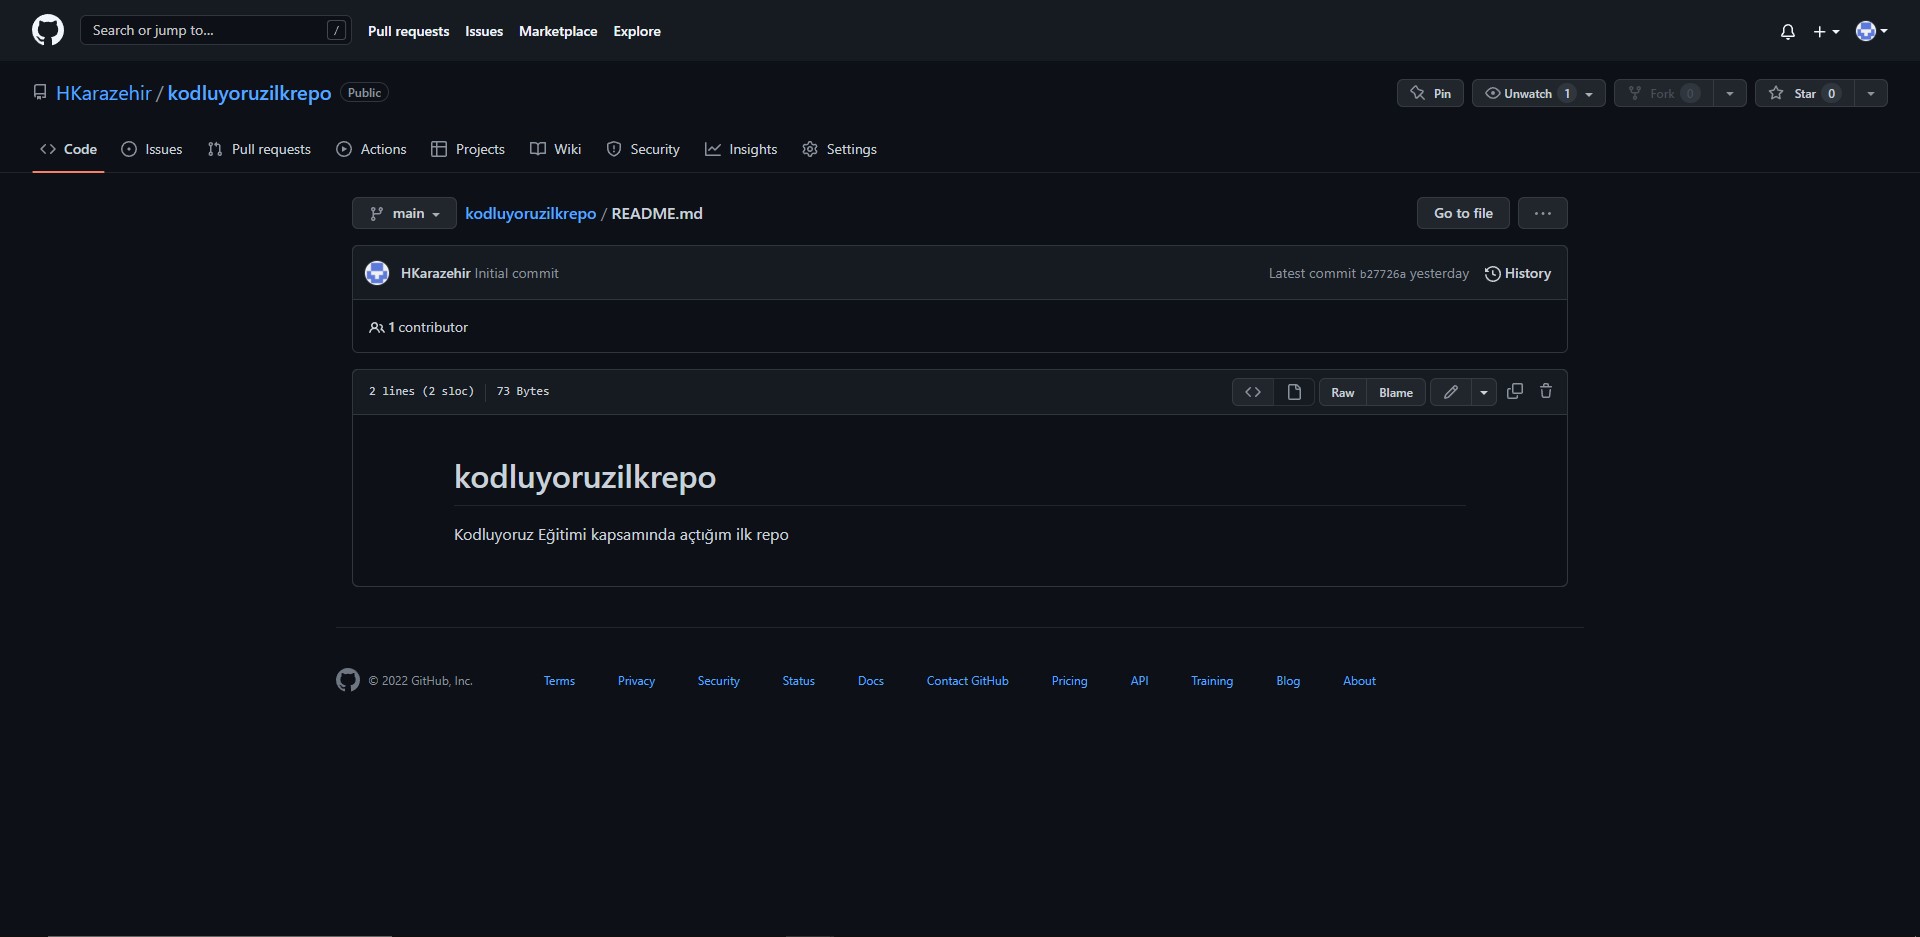 Search or jump to... /
Pull requests Issues Marketplace Explore
HKarazehir / kodluyoruzilkrepo Public
Pin Unwatch 1 Fork 0 Star 0
Code Issues Pull requests Actions Projects Wiki Security Insights Settings
main kodluyoruzilkrepo / README.md Go to file ...
HKarazehir Initial commit Latest commit b27726a yesterday History
1 contributor
2 lines (2 sloc) 73 Bytes <> Raw Blame
kodluyoruzilkrepo
Kodluyoruz Eğitimi kapsamında açtığım ilk repo
© 2022 GitHub, Inc. Terms Privacy Security Status Docs Contact GitHub Pricing API Training Blog About